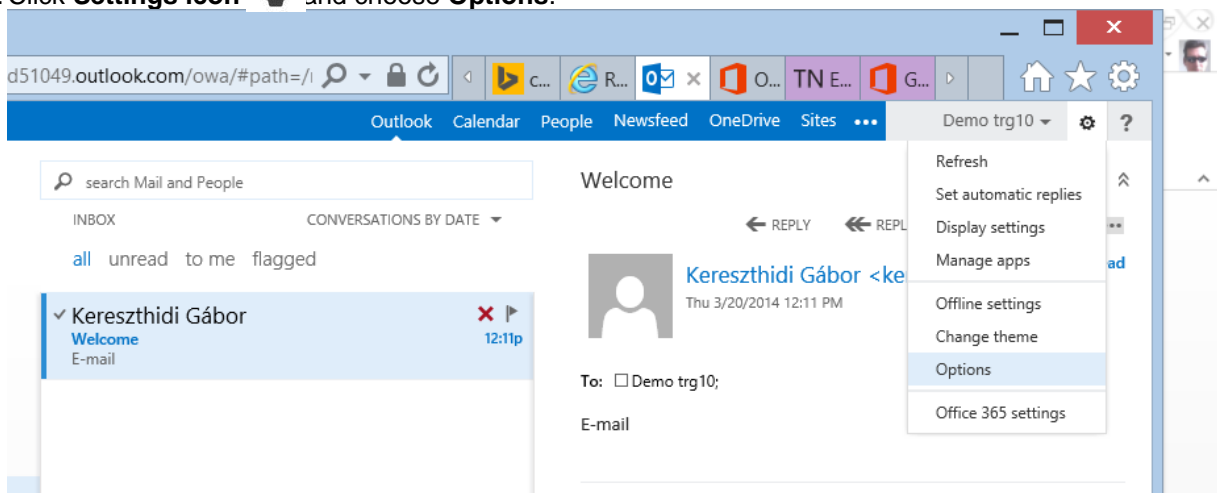 Click Settings Icon and choose Options.
d51049.outlook.com/owa/#path=/
c... R... O... TN E... G...
Outlook Calendar People Newsfeed OneDrive Sites ••• Demo trg10 ?
search Mail and People
INBOX CONVERSATIONS BY DATE
all unread to me flagged
Kereszthidi Gábor
Welcome 12:11p
E-mail
Welcome
REPLY REPL
Kereszthidi Gábor <ke
Thu 3/20/2014 12:11 PM
To: Demo trg10;
E-mail
Refresh
Set automatic replies
Display settings
Manage apps
Offline settings
Change theme
Options
Office 365 settings
ad